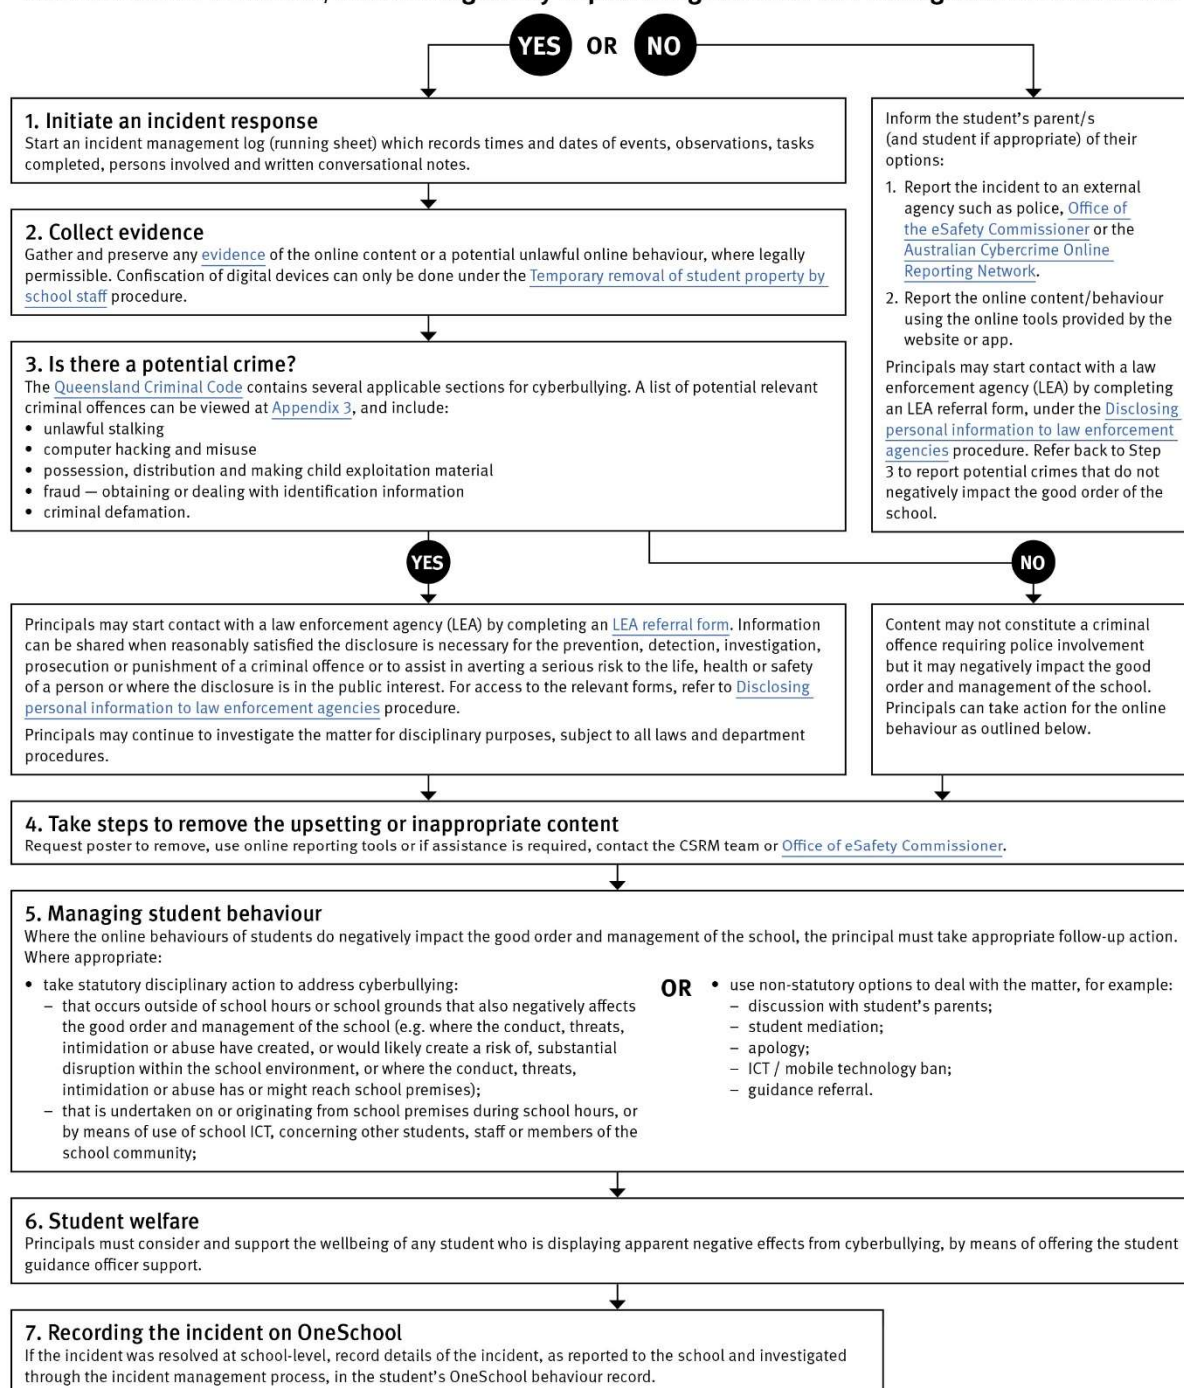 YES OR NO
1. Initiate an incident response
Start an incident management log (running sheet) which records times and dates of events, observations, tasks
completed, persons involved and written conversational notes.
2. Collect evidence
Gather and preserve any evidence of the online content or a potential unlawful online behaviour, where legally
permissible. Confiscation of digital devices can only be done under the Temporary removal of student property by
school staff procedure.
3. Is there a potential crime?
The Queensland Criminal Code contains several applicable sections for cyberbullying. A list of potential relevant
criminal offences can be viewed at Appendix 3, and include:
• unlawful stalking
• computer hacking and misuse
• possession, distribution and making child exploitation material
• fraud — obtaining or dealing with identification information
• criminal defamation.
Inform the student's parent/s
(and student if appropriate) of their
options:
1. Report the incident to an external
agency such as police, Office of
the eSafety Commissioner or the
Australian Cybercrime Online
Reporting Network.
2. Report the online content/behaviour
using the online tools provided by the
website or app.
Principals may start contact with a law
enforcement agency (LEA) by completing
an LEA referral form, under the Disclosing
personal information to law enforcement
agencies procedure. Refer back to Step
3 to report potential crimes that do not
negatively impact the good order of the
school.
YES
NO
Principals may start contact with a law enforcement agency (LEA) by completing an LEA referral form. Information
can be shared when reasonably satisfied the disclosure is necessary for the prevention, detection, investigation,
prosecution or punishment of a criminal offence or to assist in averting a serious risk to the life, health or safety
of a person or where the disclosure is in the public interest. For access to the relevant forms, refer to Disclosing
personal information to law enforcement agencies procedure.
Principals may continue to investigate the matter for disciplinary purposes, subject to all laws and department
procedures.
Content may not constitute a criminal
offence requiring police involvement
but it may negatively impact the good
order and management of the school.
Principals can take action for the online
behaviour as outlined below.
4. Take steps to remove the upsetting or inappropriate content
Request poster to remove, use online reporting tools or if assistance is required, contact the CSRM team or Office of eSafety Commissioner.
5. Managing student behaviour
Where the online behaviours of students do negatively impact the good order and management of the school, the principal must take appropriate follow-up action.
Where appropriate:
• take statutory disciplinary action to address cyberbullying:
– that occurs outside of school hours or school grounds that also negatively affects
the good order and management of the school (e.g. where the conduct, threats,
intimidation or abuse have created, or would likely create a risk of, substantial
disruption within the school environment, or where the conduct, threats,
intimidation or abuse has or might reach school premises);
– that is undertaken on or originating from school premises during school hours, or
by means of use of school ICT, concerning other students, staff or members of the
school community;
OR
• use non-statutory options to deal with the matter, for example:
– discussion with student's parents;
– student mediation;
– apology;
– ICT / mobile technology ban;
– guidance referral.
6. Student welfare
Principals must consider and support the wellbeing of any student who is displaying apparent negative effects from cyberbullying, by means of offering the student
guidance officer support.
7. Recording the incident on OneSchool
If the incident was resolved at school-level, record details of the incident, as reported to the school and investigated
through the incident management process, in the student's OneSchool behaviour record.